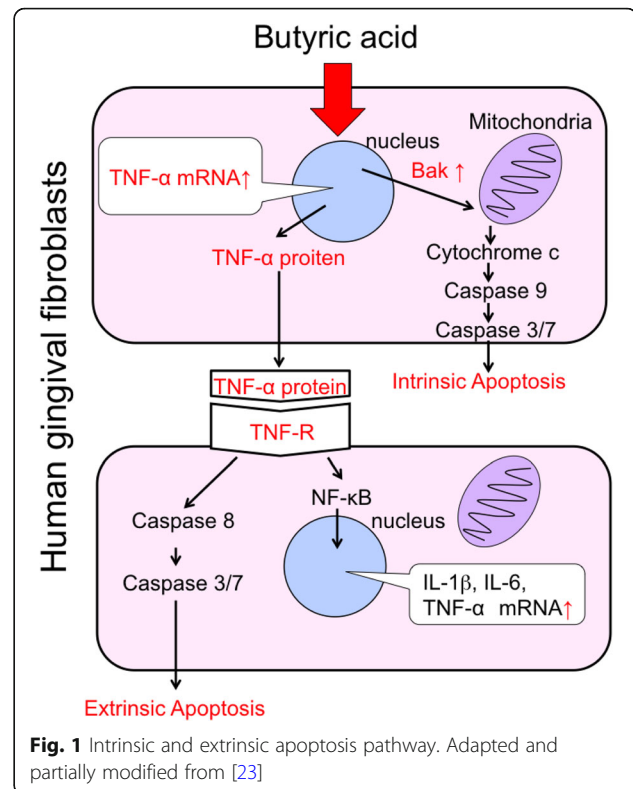 Butyric acid
Human gingival fibroblasts
nucleus
Mitochondria
TNF-α mRNA↑
Bak ↑
TNF-α proiten
Cytochrome c
Caspase 9
Caspase 3/7
Intrinsic Apoptosis
TNF-α protein
TNF-R
NF-κB
nucleus
Caspase 8
Caspase 3/7
IL-1β, IL-6,
TNF-α mRNA↑
Extrinsic Apoptosis
Fig. 1 Intrinsic and extrinsic apoptosis pathway. Adapted and
partially modified from [23]